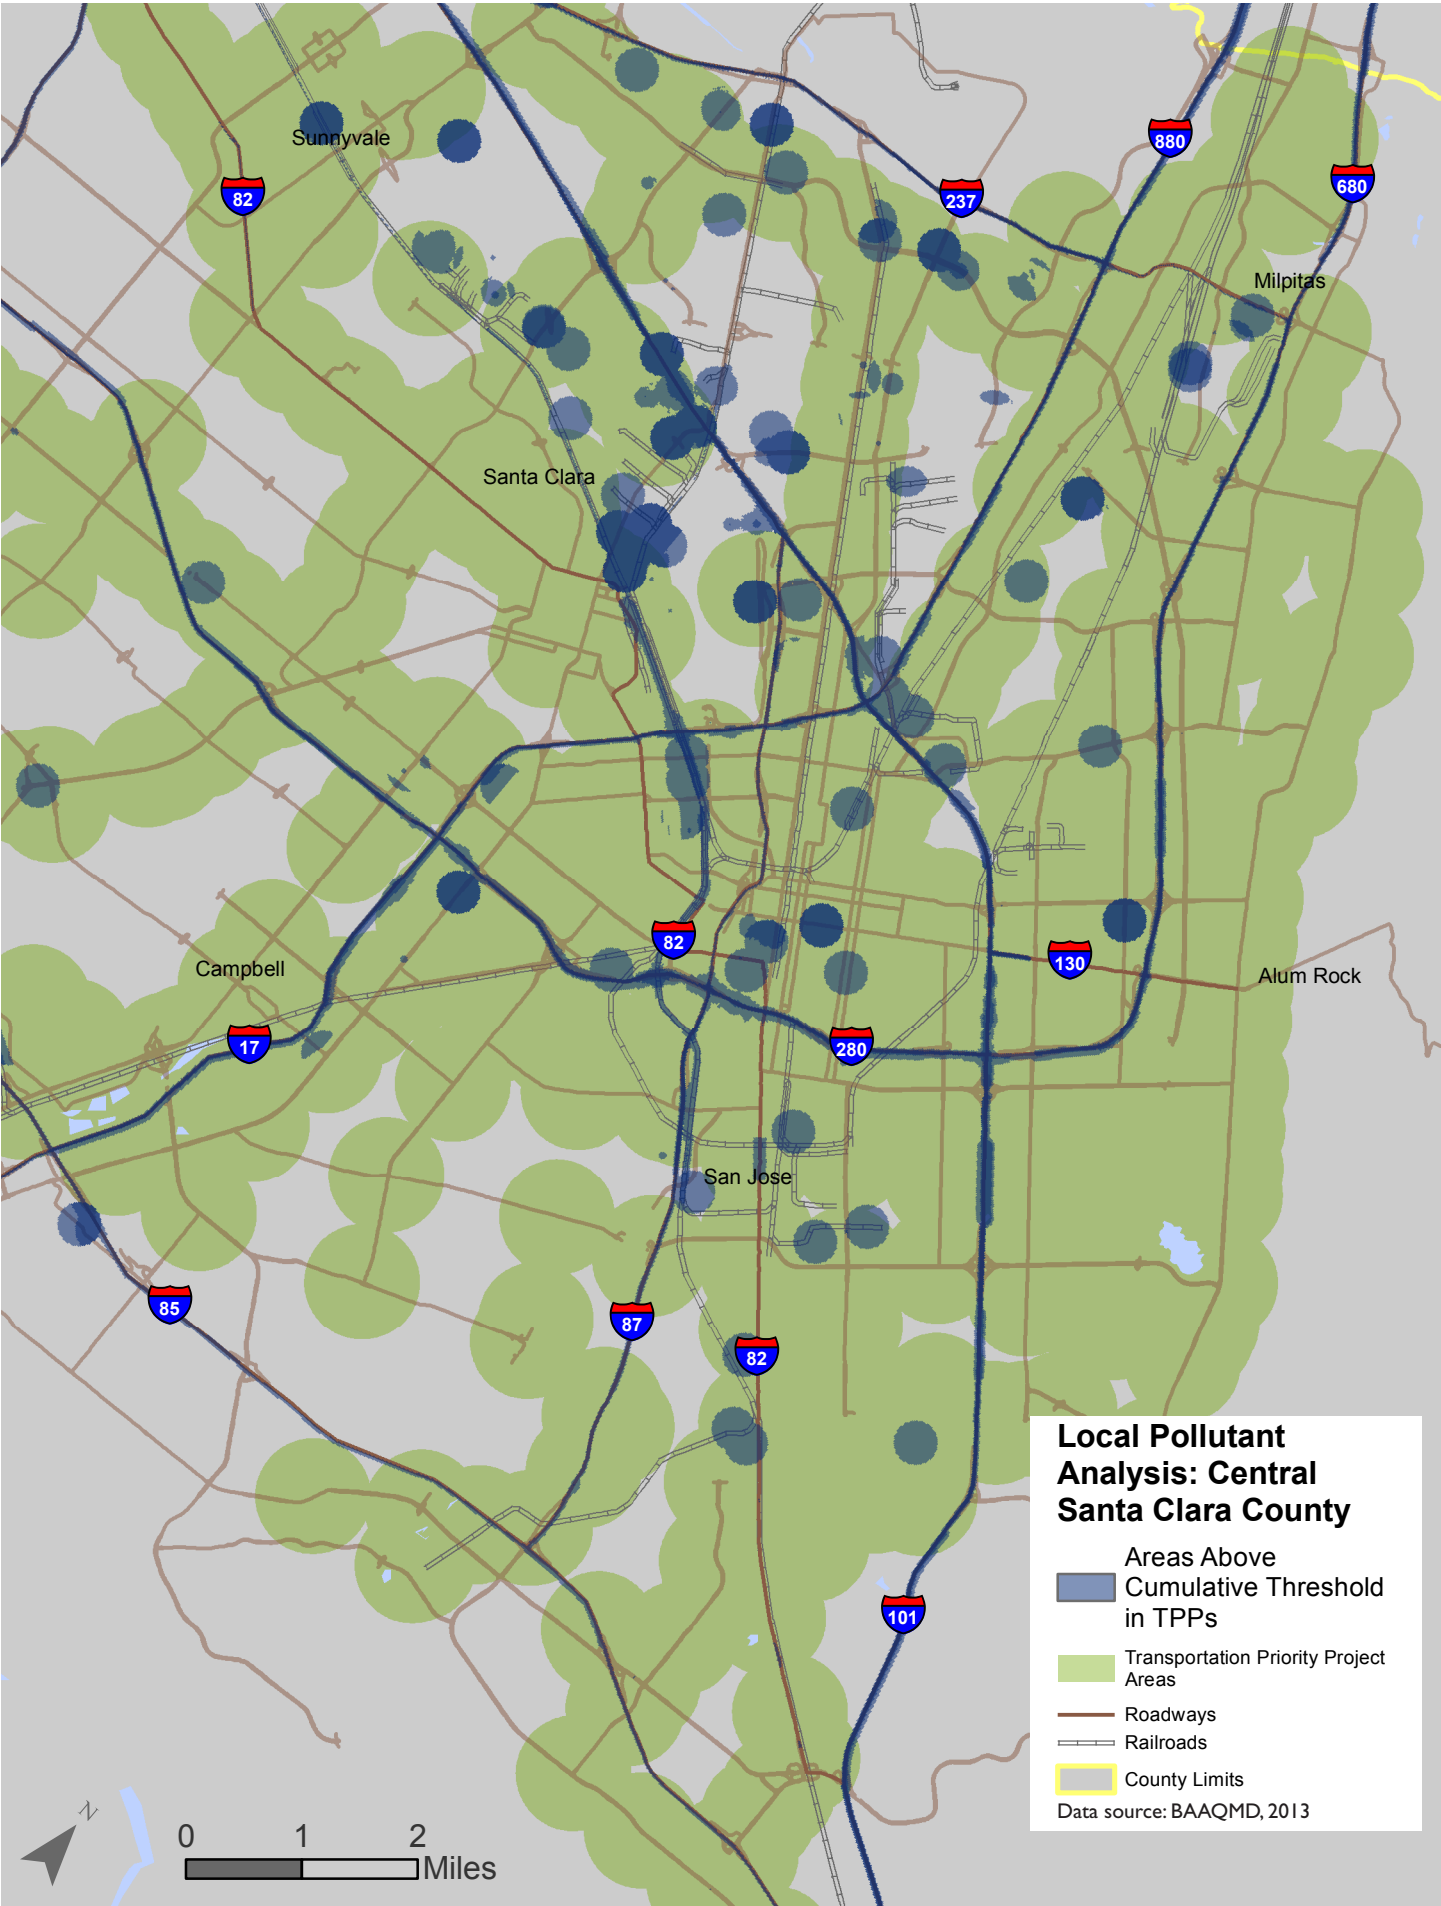 Sunnyvale
82
880
680
237
Milpitas
Santa Clara
82
Campbell
130
Alum Rock
17
280
San Jose
85
87
82
101
Local Pollutant
Analysis: Central
Santa Clara County
Areas Above
Cumulative Threshold
in TPPs
Transportation Priority Project
Areas
Roadways
Railroads
County Limits
Data source: BAAQMD, 2013
N
0 1 2
Miles